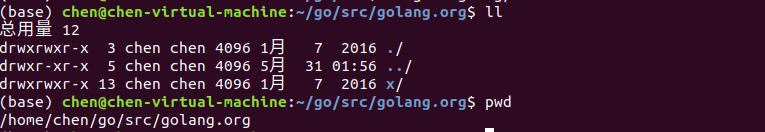 (base) chen@chen-virtual-machine:~/go/src/golang.org$ ll
总用量 12
drwxrwxr-x  3 chen chen 4096 1月   7  2016 ./
drwxrwxr-x  5 chen chen 4096 5月  31 01:56 ../
drwxrwxr-x 13 chen chen 4096 1月   7  2016 x/
(base) chen@chen-virtual-machine:~/go/src/golang.org$ pwd
/home/chen/go/src/golang.org